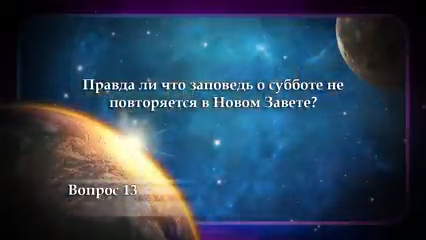 Правда ли что заповедь о субботе не
повторяется в Новом Завете?
Вопрос 13